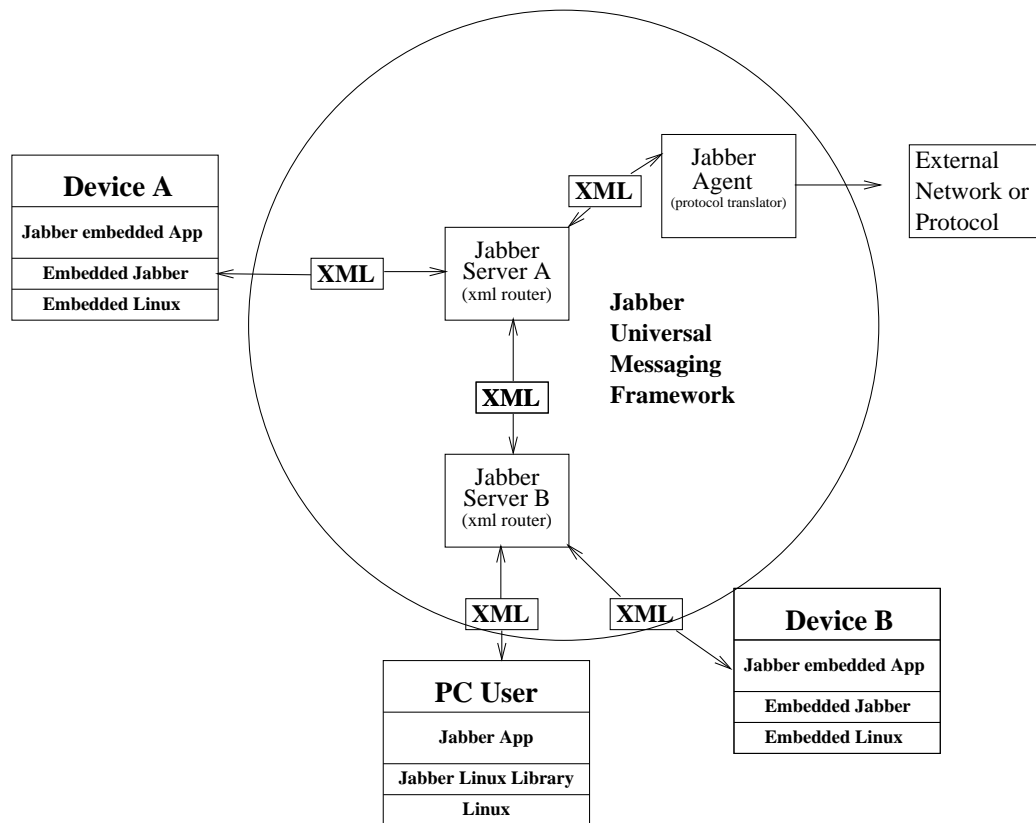 Jabber
Agent
(protocol translator)
External
Network or
Protocol
XML
Device A
Jabber embedded App
Embedded Jabber
Embedded Linux
XML
Jabber
Server A
(xml router)
Jabber
Universal
Messaging
Framework
XML
Jabber
Server B
(xml router)
XML
XML
Device B
Jabber embedded App
Embedded Jabber
Embedded Linux
PC User
Jabber App
Jabber Linux Library
Linux